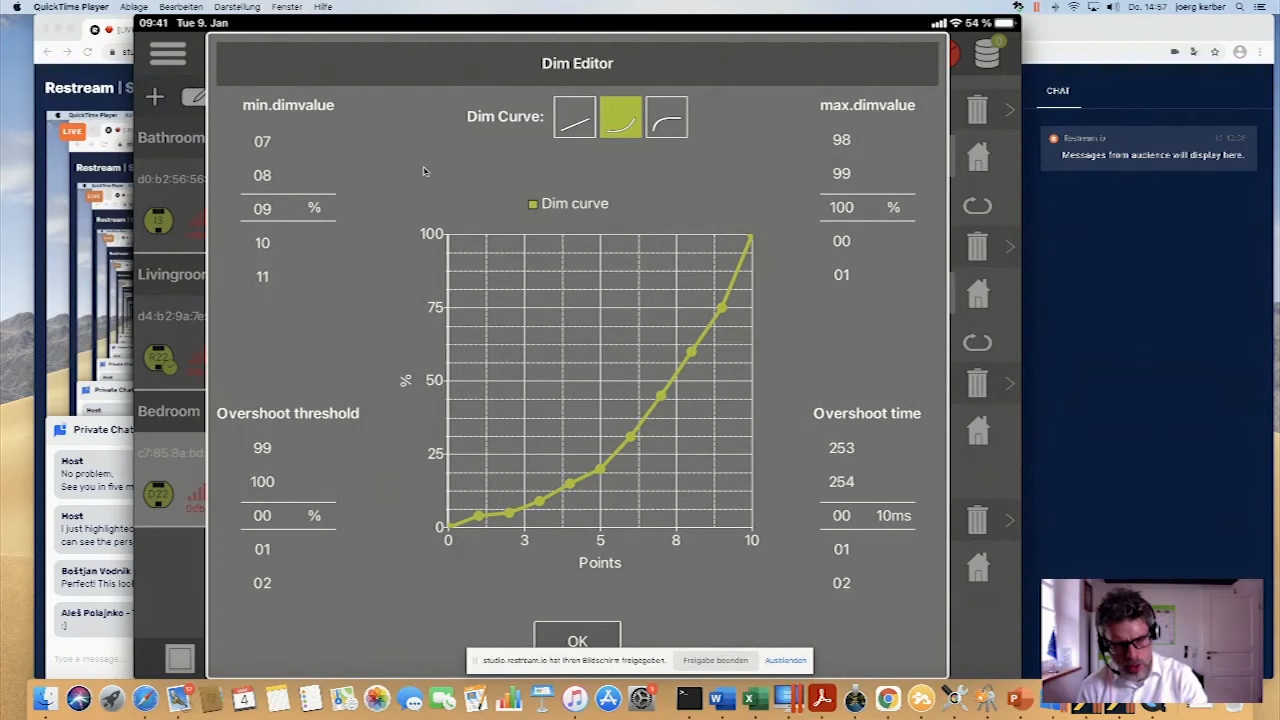 QuickTime Player Ablage Bearbeiten Darstellung Fenster Hilfe
Do. 14:57 joerg kerber
09:41 Tue 9. Jan
54 %
Restream | S
LIVE
Dim Editor
min.dimvalue
07
08
09 %
10
11
Dim Curve:
max.dimvalue
98
99
100 %
00
01
Dim curve
100
75
50
25
0
%
0 3 5 8 10
Points
Overshoot threshold
99
100
00 %
01
02
Overshoot time
253
254
00 10ms
01
02
OK
Bathroom
d0:b2:56:56:
13
Livingroom
d4:b2:9a:7e:
R22
Bedroom
c7:85:8a:bd:
D22
0
CHAT
Restream.io
Messages from audience will display here.
Private Chat
Host
No problem,
See you in five m
Host
I just highlighted
can see the pers
Boštjan Vodnik
Perfect! This look
Aleš Polajnko -
:)
Type a message...
studio.restream.io hat Ihren Bildschirm freigegeben.
Freigabe beenden
Ausblenden